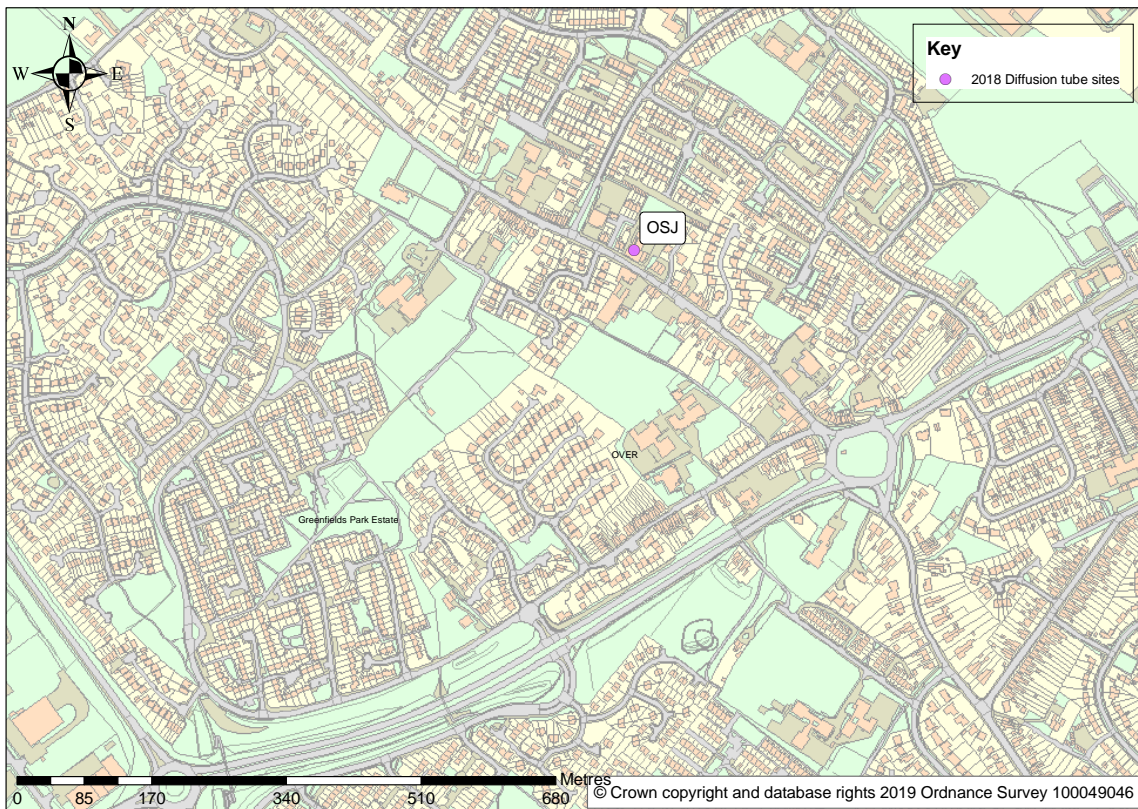 N
W E
S
Key
2018 Diffusion tube sites
OSJ
OVER
Greenfields Park Estate
Metres
0 85 170 340 510 680
© Crown copyright and database rights 2019 Ordnance Survey 100049046